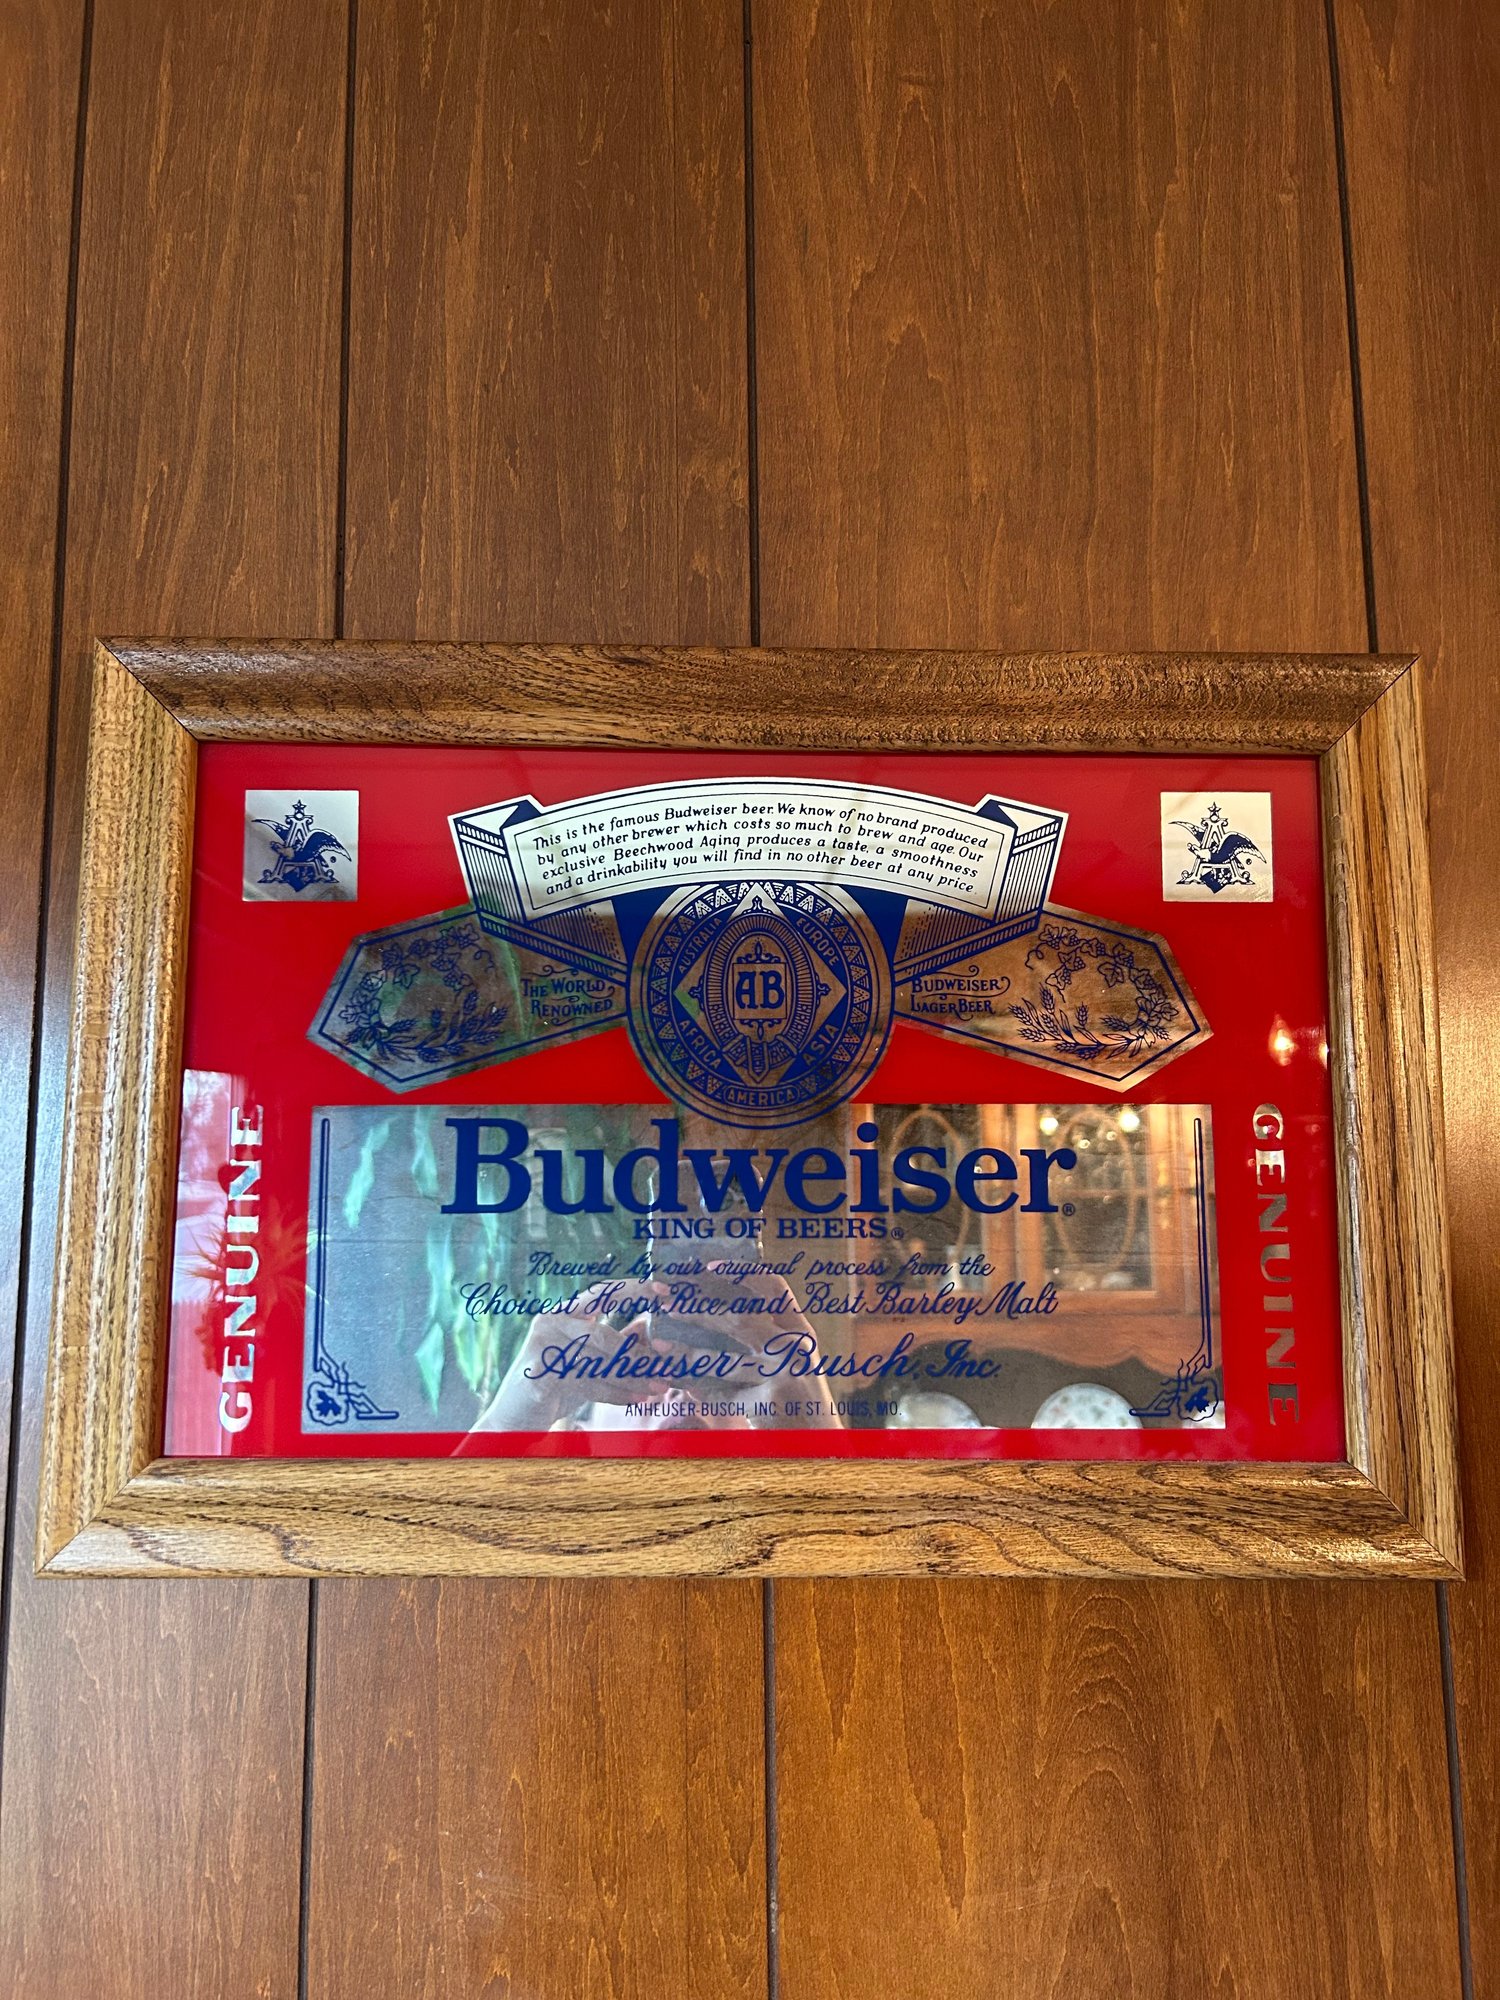 This is the famous Budweiser beer. We know of no brand produced
by any other brewer which costs so much to brew and age. Our
exclusive Beechwood Aging produces a taste, a smoothness
and a drinkability you will find in no other beer at any price.
AUSTRALIA
EUROPE
THE WORLD
RENOWNED
AB
BUDWEISER
LAGER BEER
AFRICA
ASIA
AMERICA
GENUINE
GENUINE
Budweiser®
KING OF BEERS®
Brewed by our original process from the
Choicest Hops, Rice and Best Barley Malt
Anheuser-Busch, Inc.
ANHEUSER-BUSCH, INC. OF ST. LOUIS, MO.